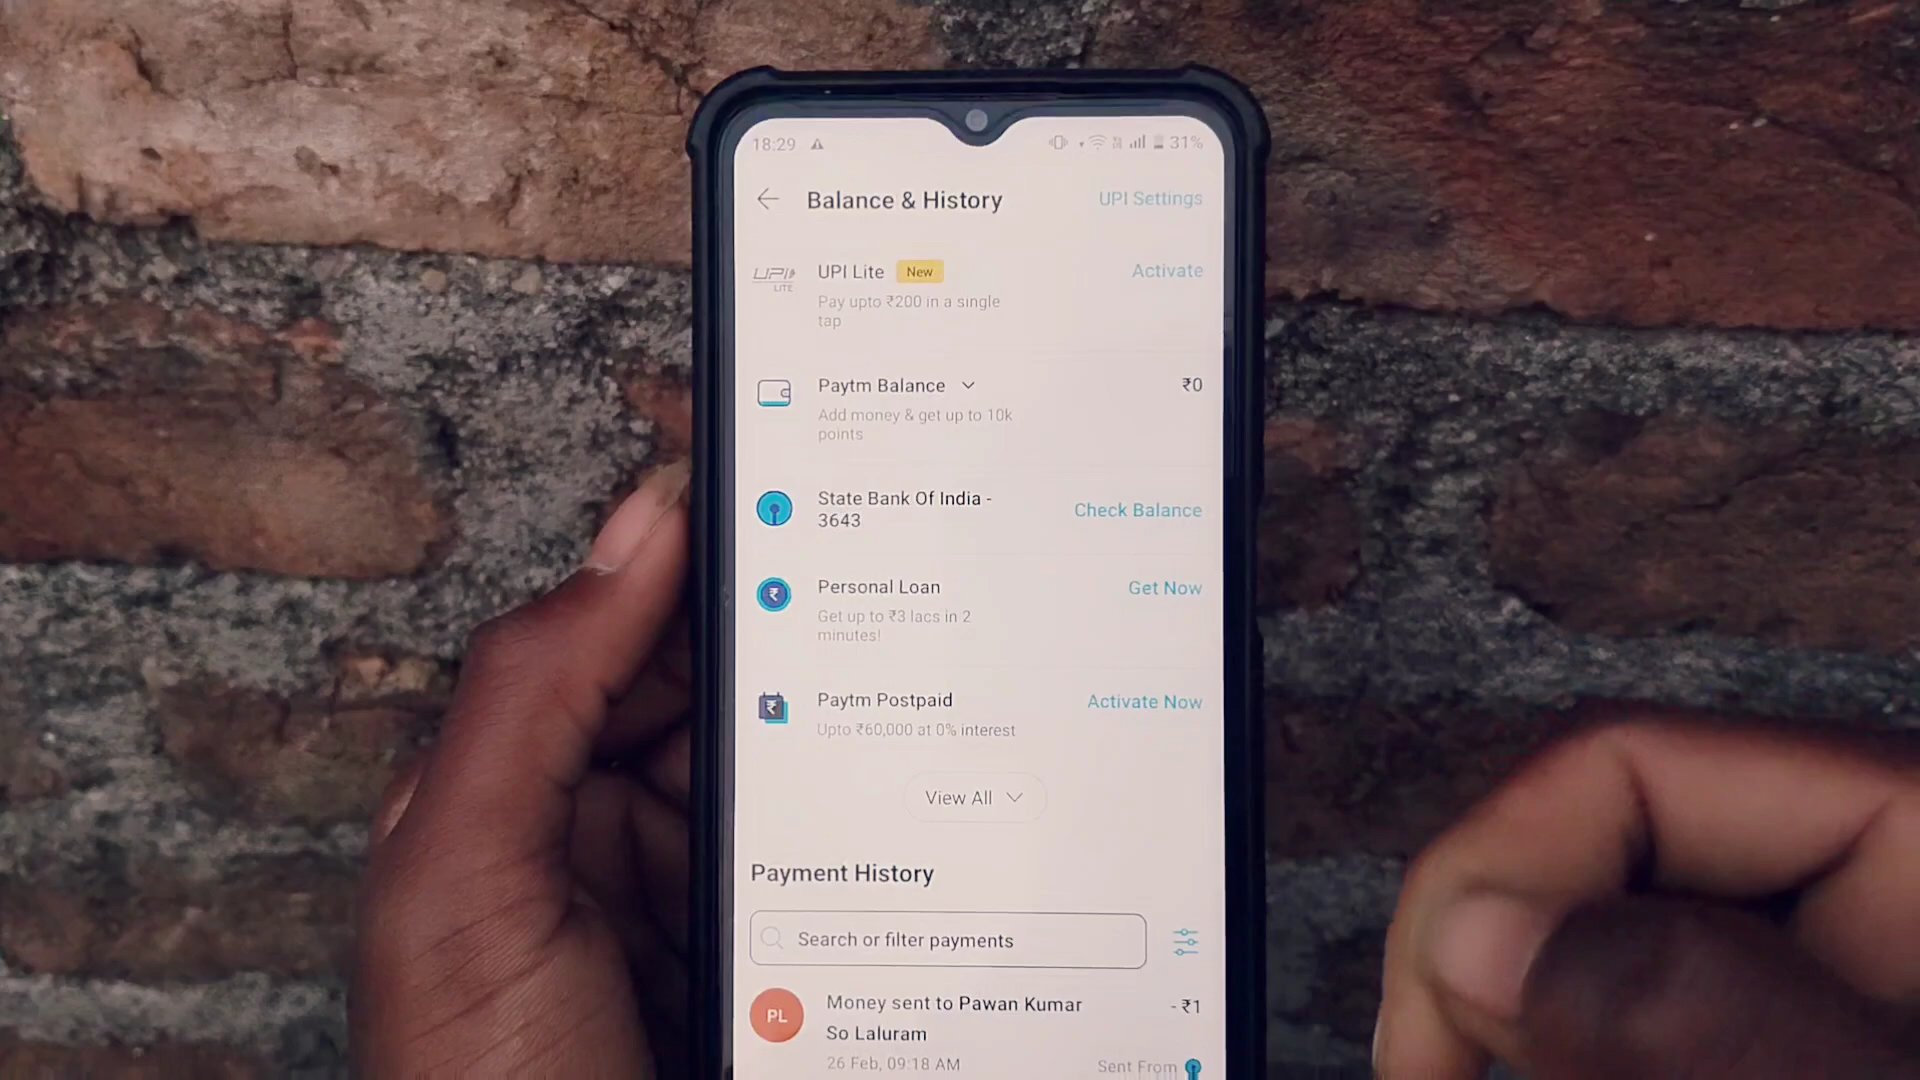 18:29 31%
Balance & History UPI Settings
UPI LITE
UPI Lite New Activate
Pay upto ₹200 in a single
tap
Paytm Balance ₹0
Add money & get up to 10k
points
State Bank Of India -
3643
Check Balance
Personal Loan Get Now
Get up to ₹3 lacs in 2
minutes!
Paytm Postpaid Activate Now
Upto ₹60,000 at 0% interest
View All
Payment History
Search or filter payments
PL
Money sent to Pawan Kumar - ₹1
So Laluram
26 Feb, 09:18 AM Sent From